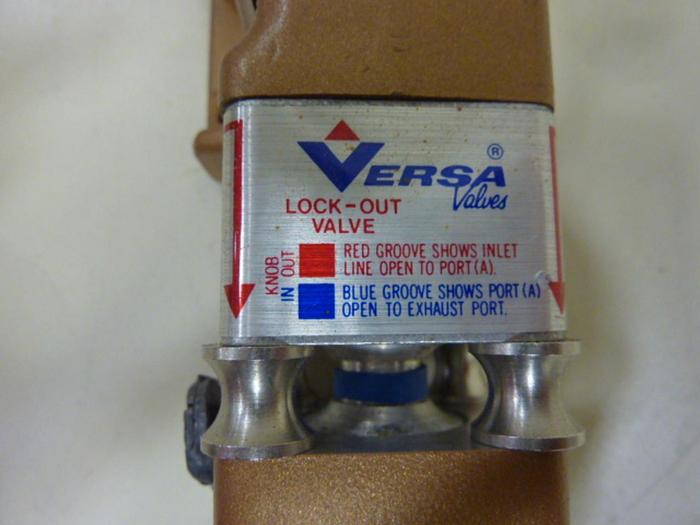 VERSA ®
Valves
LOCK-OUT
VALVE
KNOB
OUT
RED GROOVE SHOWS INLET
LINE OPEN TO PORT(A).
IN
BLUE GROOVE SHOWS PORT(A)
OPEN TO EXHAUST PORT.